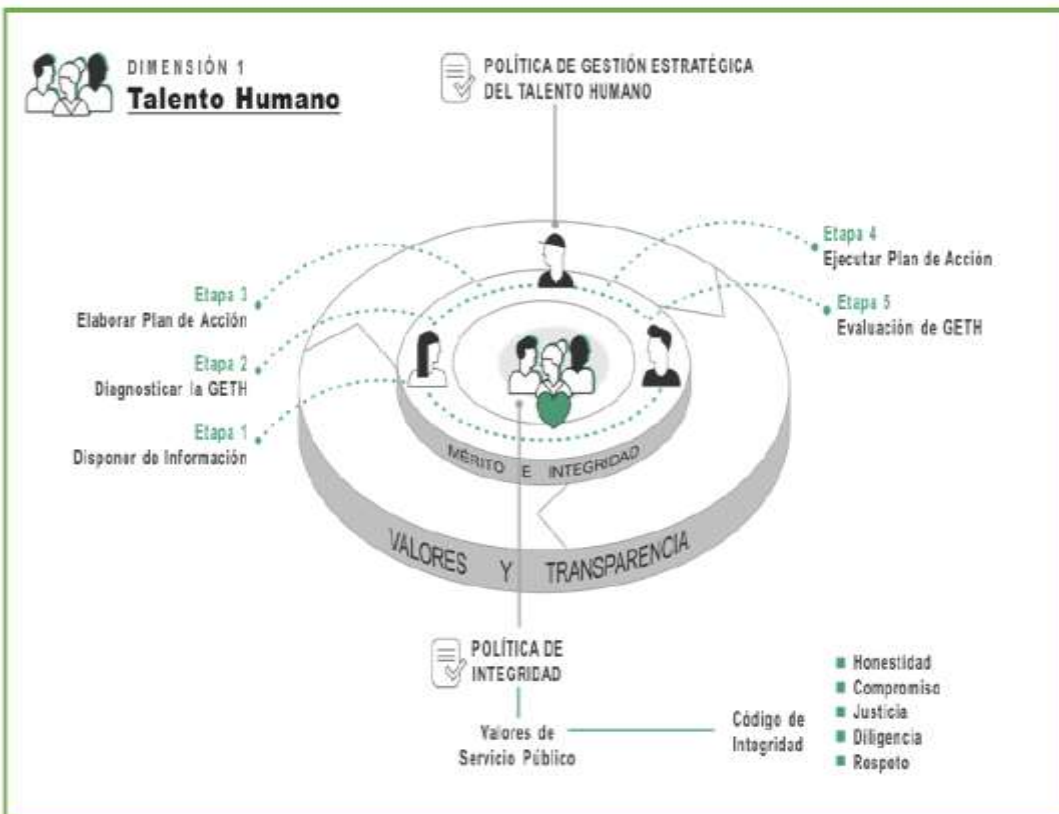 DIMENSIÓN 1
Talento Humano
POLÍTICA DE GESTIÓN ESTRATÉGICA
DEL TALENTO HUMANO
Etapa 3
Elaborar Plan de Acción
Etapa 2
Diagnosticar la GETH
Etapa 1
Disponer de Información
Etapa 4
Ejecutar Plan de Acción
Etapa 5
Evaluación de GETH
MÉRITO E INTEGRIDAD
VALORES Y TRANSPARENCIA
POLÍTICA DE
INTEGRIDAD
Valores de
Servicio Público
Código de
Integridad
Honestidad
Compromiso
Justicia
Diligencia
Respeto